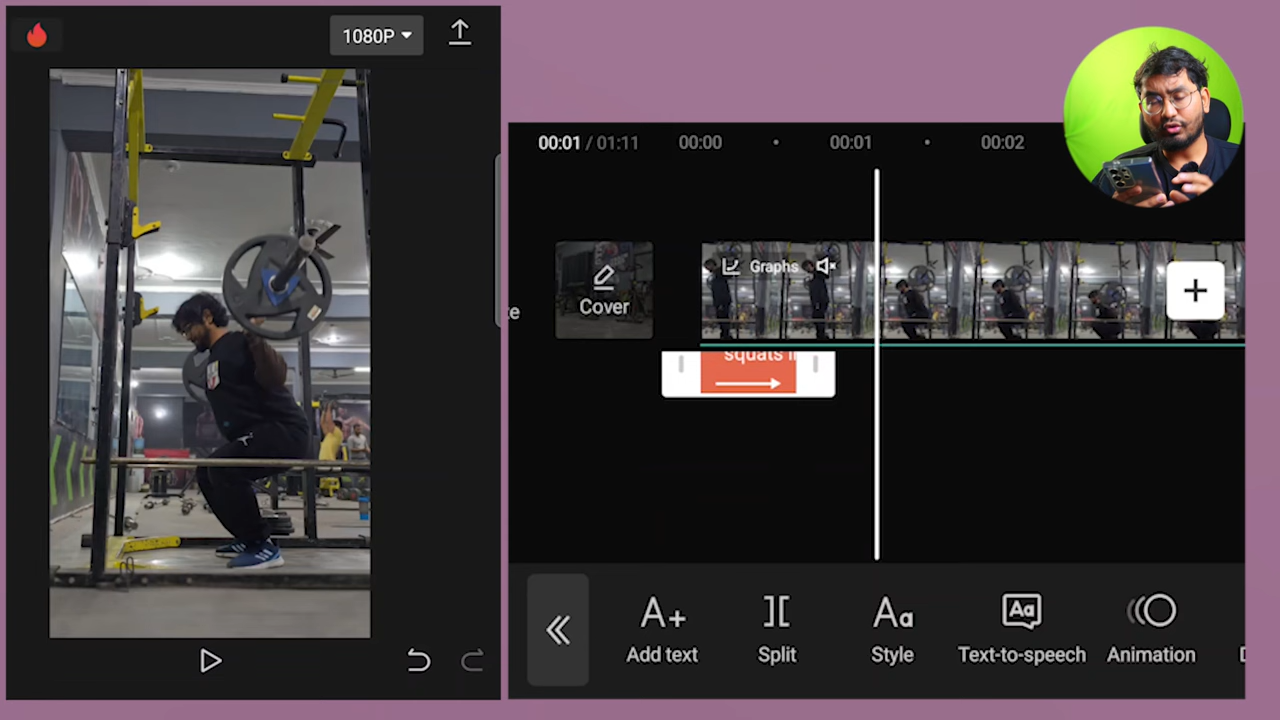 1080P
00:01 / 01:11
00:00
00:01
00:02
Cover
Graphs
squats
Add text
Split
Style
Text-to-speech
Animation